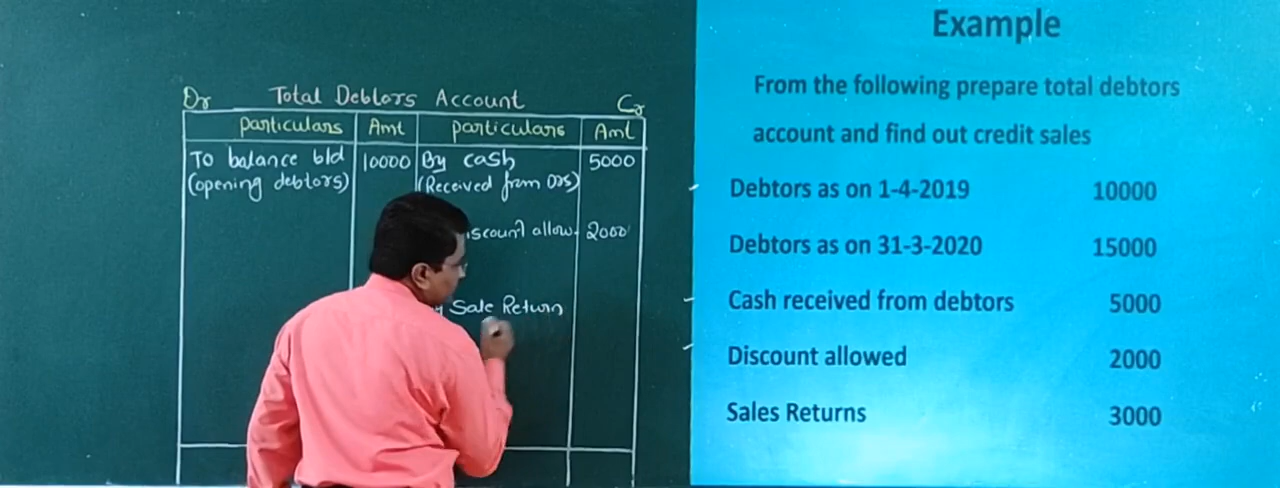 Dr Total Debtors Account Cr
particulars Amt particulars Amt
To balance b/d 10000 By cash 5000
(opening debtors) (Received from Drs)
iscount allow. 2000
Sale Return
Example
From the following prepare total debtors
account and find out credit sales
Debtors as on 1-4-2019 10000
Debtors as on 31-3-2020 15000
Cash received from debtors 5000
Discount allowed 2000
Sales Returns 3000